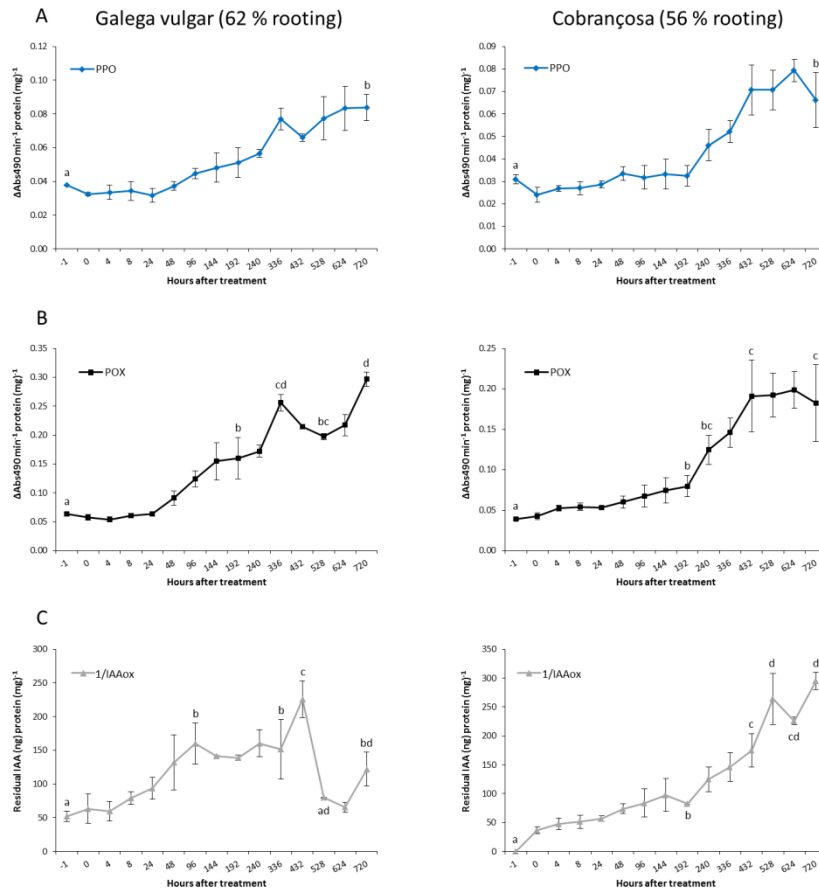 A
Galega vulgar (62 % rooting)
Cobrançosa (56 % rooting)
PPO
ΔAbs490 min⁻¹ protein (mg)⁻¹
0.12
0.10
0.08
0.06
0.04
0.02
0.00
a
b
-1 0 4 8 24 48 96 144 192 240 336 432 528 624 720
Hours after treatment
PPO
ΔAbs490 min⁻¹ protein (mg)⁻¹
0.09
0.08
0.07
0.06
0.05
0.04
0.03
0.02
0.01
0.00
a
b
-1 0 4 8 24 48 96 144 192 240 336 432 528 624 720
Hours after treatment
B
POX
ΔAbs490 min⁻¹ protein (mg)⁻¹
0.35
0.30
0.25
0.20
0.15
0.10
0.05
0.00
a
b
cd
bc
d
-1 0 4 8 24 48 96 144 192 240 336 432 528 624 720
Hours after treatment
POX
ΔAbs490 min⁻¹ protein (mg)⁻¹
0.25
0.20
0.15
0.10
0.05
0.00
a
b
bc
c
c
-1 0 4 8 24 48 96 144 192 240 336 432 528 624 720
Hours after treatment
C
1/IAAox
Residual IAA (ng) protein (mg)⁻¹
300
250
200
150
100
50
0
a
b
b
c
ad
bd
-1 0 4 8 24 48 96 144 192 240 336 432 528 624 720
Hours after treatment
1/IAAox
Residual IAA (ng) protein (mg)⁻¹
350
300
250
200
150
100
50
0
a
b
c
d
cd
d
-1 0 4 8 24 48 96 144 192 240 336 432 528 624 720
Hours after treatment